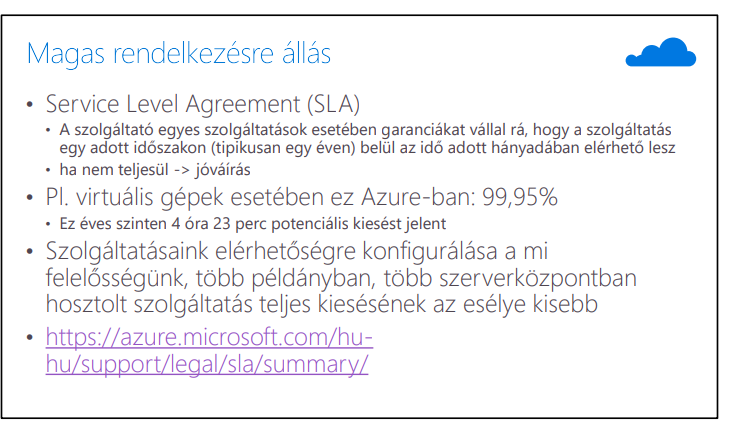 Magas rendelkezésre állás
• Service Level Agreement (SLA)
• A szolgáltató egyes szolgáltatások esetében garanciákat vállal rá, hogy a szolgáltatás
egy adott időszakon (tipikusan egy éven) belül az idő adott hányadában elérhető lesz
• ha nem teljesül -> jóváírás
• Pl. virtuális gépek esetében ez Azure-ban: 99,95%
• Ez éves szinten 4 óra 23 perc potenciális kiesést jelent
• Szolgáltatásaink elérhetőségre konfigurálása a mi
felelősségünk, több példányban, több szerverközpontban
hosztolt szolgáltatás teljes kiesésének az esélye kisebb
• https://azure.microsoft.com/hu-
hu/support/legal/sla/summary/